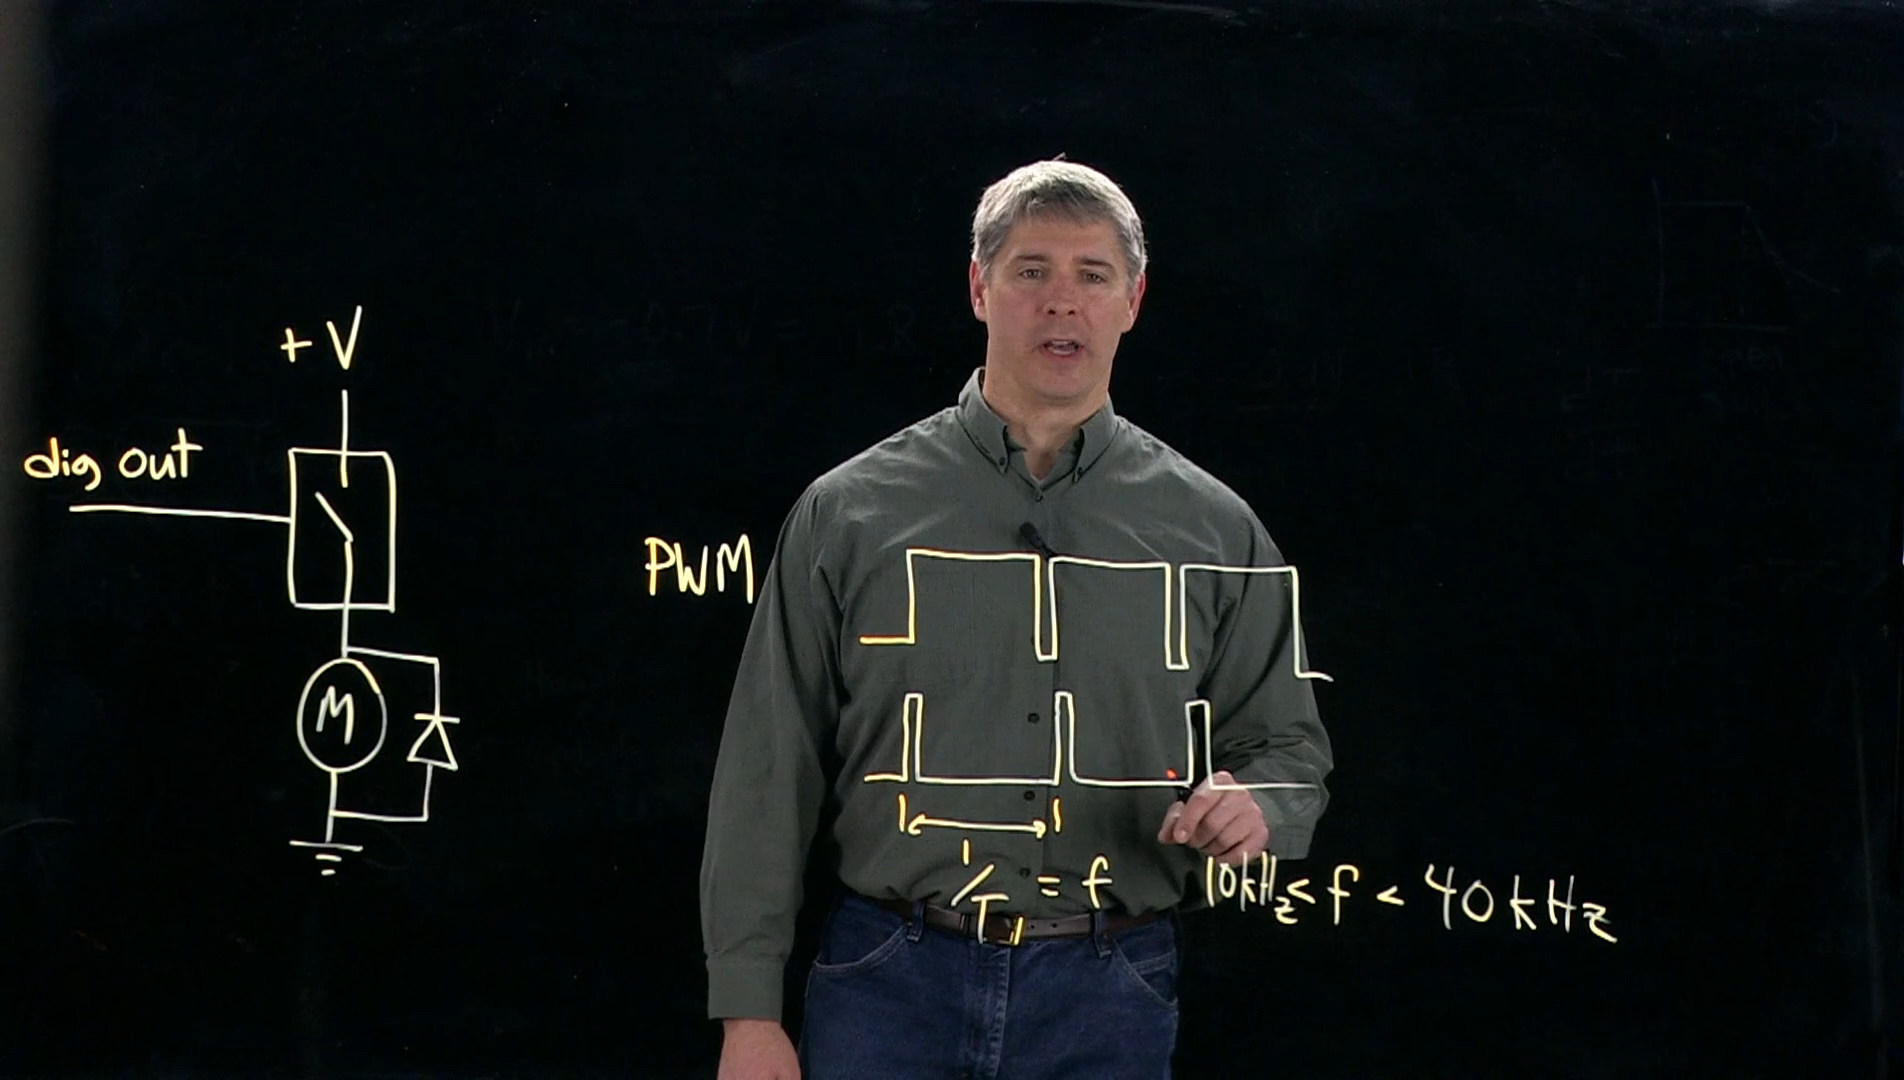 +V
dig out
M
PWM
1/T = f
10kHz < f < 40kHz